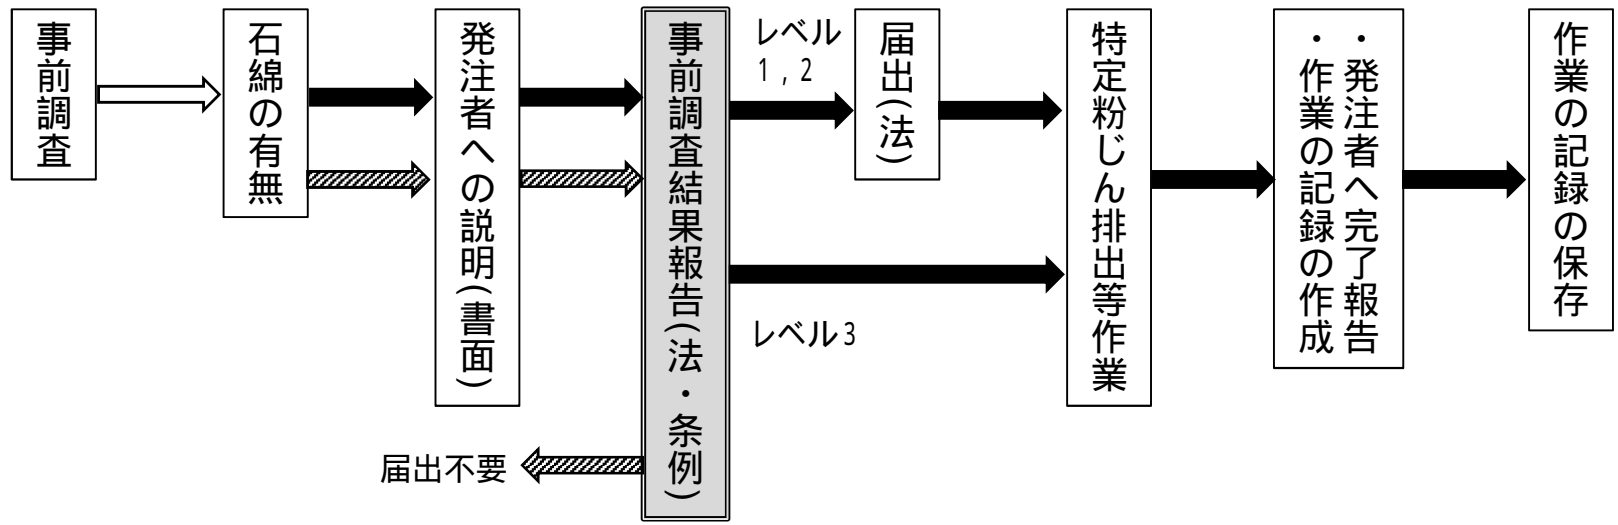 事前調査
石綿の有無
発注者への説明(書面)
事前調査結果報告(法・条例)
レベル
1,2
レベル3
届出不要
届出(法)
特定粉じん排出等作業
・発注者へ完了報告
・作業の記録の作成
作業の記録の保存